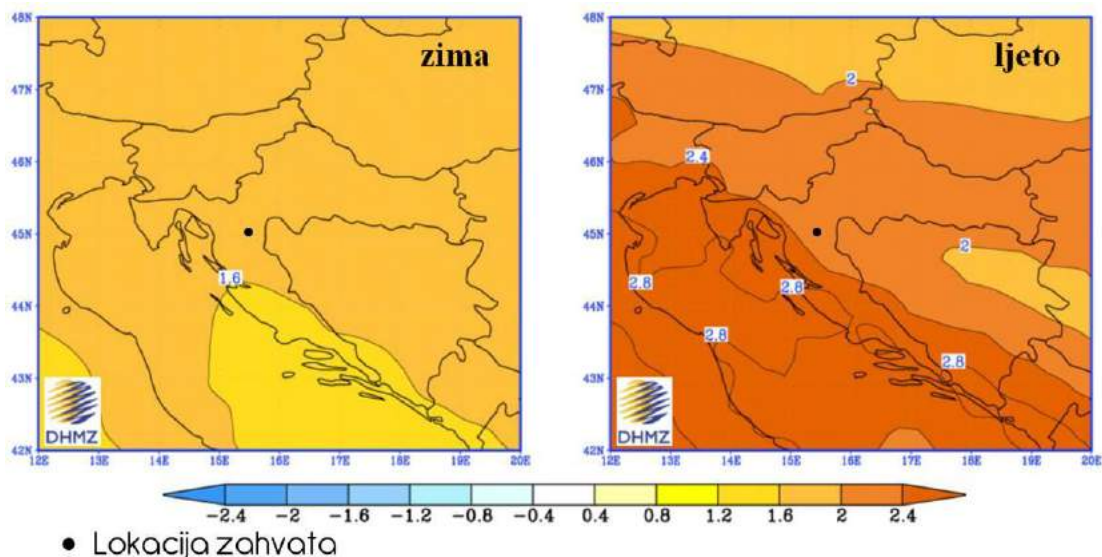 48N
zima
47N
46N
45N
1.6
44N
43N
DHMZ
42N
12E 13E 14E 15E 16E 17E 18E 19E 20E
48N
ljeto
2
47N
46N
2.4
45N
2
2.8 2.8
44N
2.8
2.8
43N
DHMZ
42N
12E 13E 14E 15E 16E 17E 18E 19E 20E
-2.4 -2 -1.6 -1.2 -0.8 -0.4 0.4 0.8 1.2 1.6 2 2.4
Lokacija zahvata